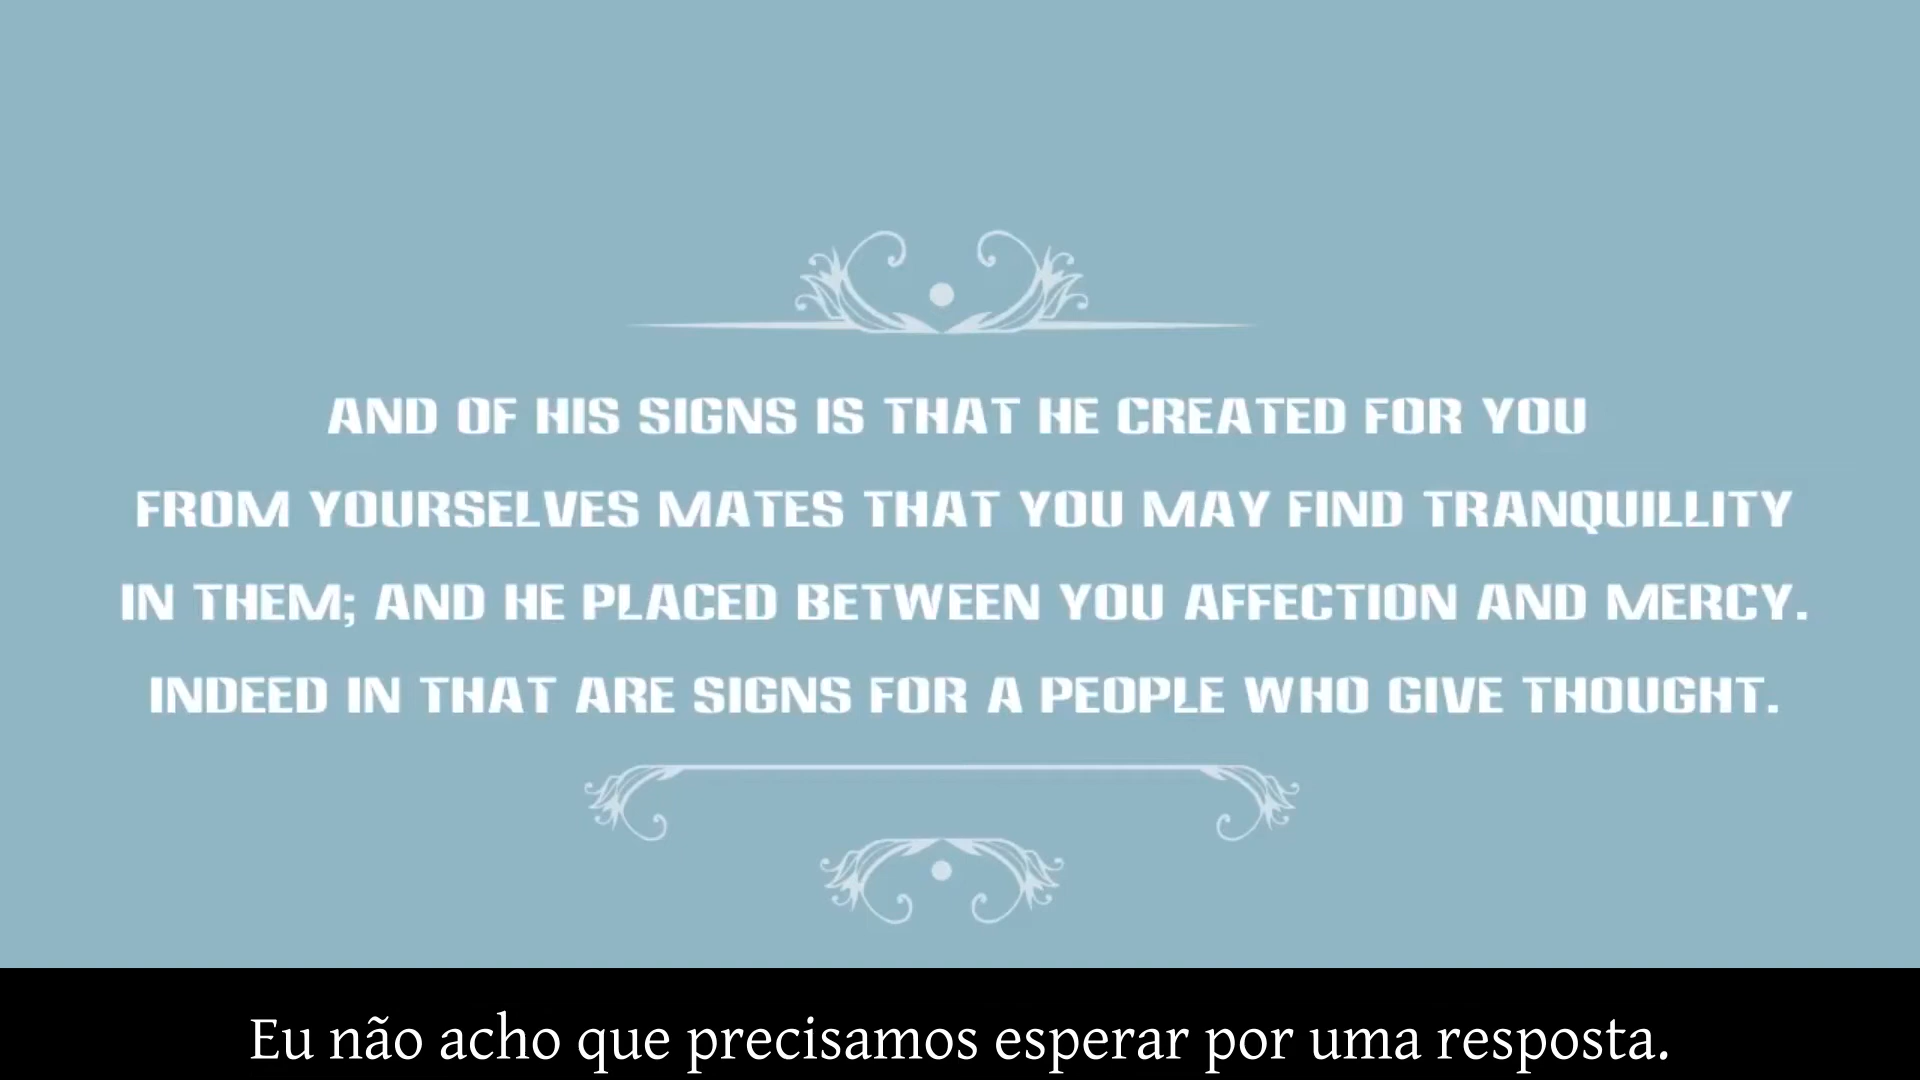 AND OF HIS SIGNS IS THAT HE CREATED FOR YOU
FROM YOURSELVES MATES THAT YOU MAY FIND TRANQUILLITY
IN THEM; AND HE PLACED BETWEEN YOU AFFECTION AND MERCY.
INDEED IN THAT ARE SIGNS FOR A PEOPLE WHO GIVE THOUGHT.
Eu não acho que precisamos esperar por uma resposta.